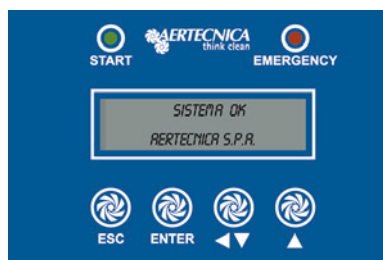 AERTECNICA
think clean
START
EMERGENCY
SISTEMA OK
AERTECNICA S.P.A.
ESC ENTER